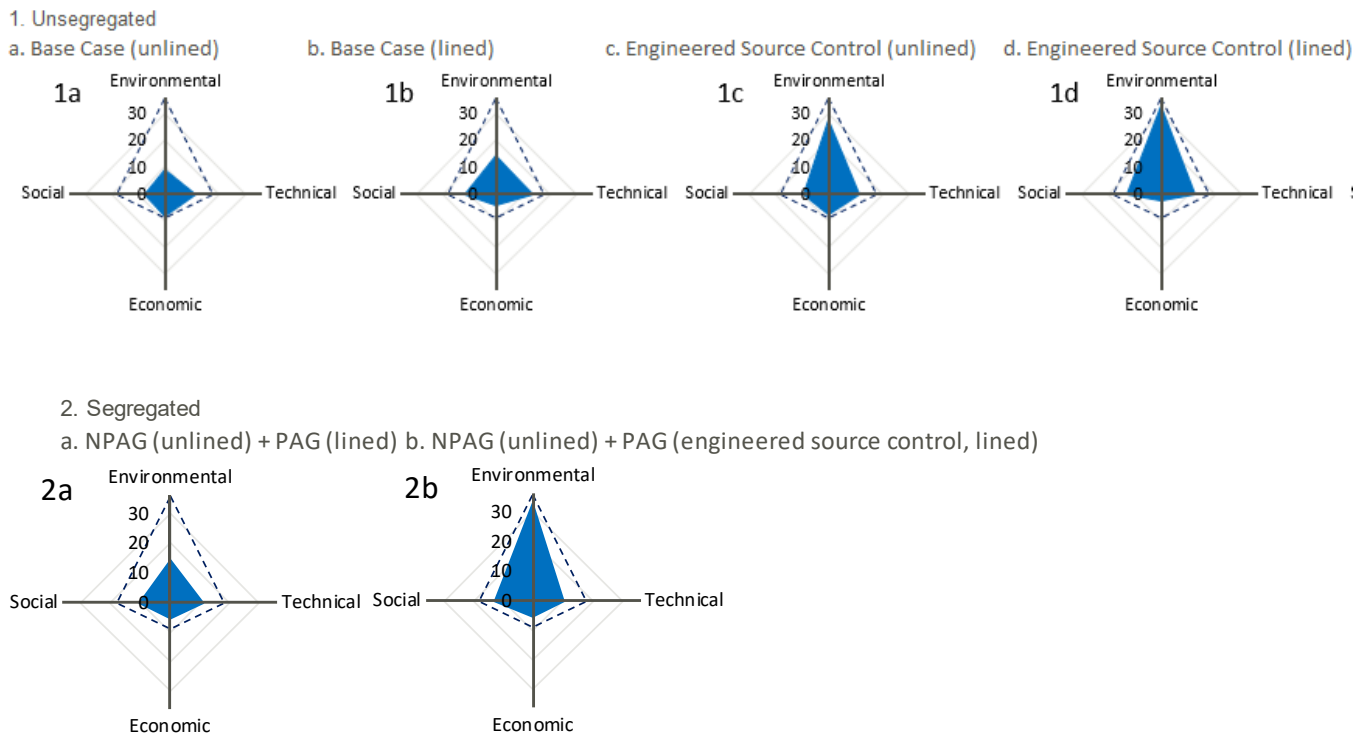 1. Unsegregated
a. Base Case (unlined) b. Base Case (lined) c. Engineered Source Control (unlined) d. Engineered Source Control (lined)
Environmental Environmental Environmental Environmental
1a 1b 1c 1d
30 30 30 30
20 20 20 20
10 10 10 10
Social 0 Technical Social 0 Technical Social 0 Technical Social 0 Technical S
Economic Economic Economic Economic
2. Segregated
a. NPAG (unlined) + PAG (lined) b. NPAG (unlined) + PAG (engineered source control, lined)
Environmental Environmental
2a 2b
30 30
20 20
10 10
Social 0 Technical Social 0 Technical
Economic Economic